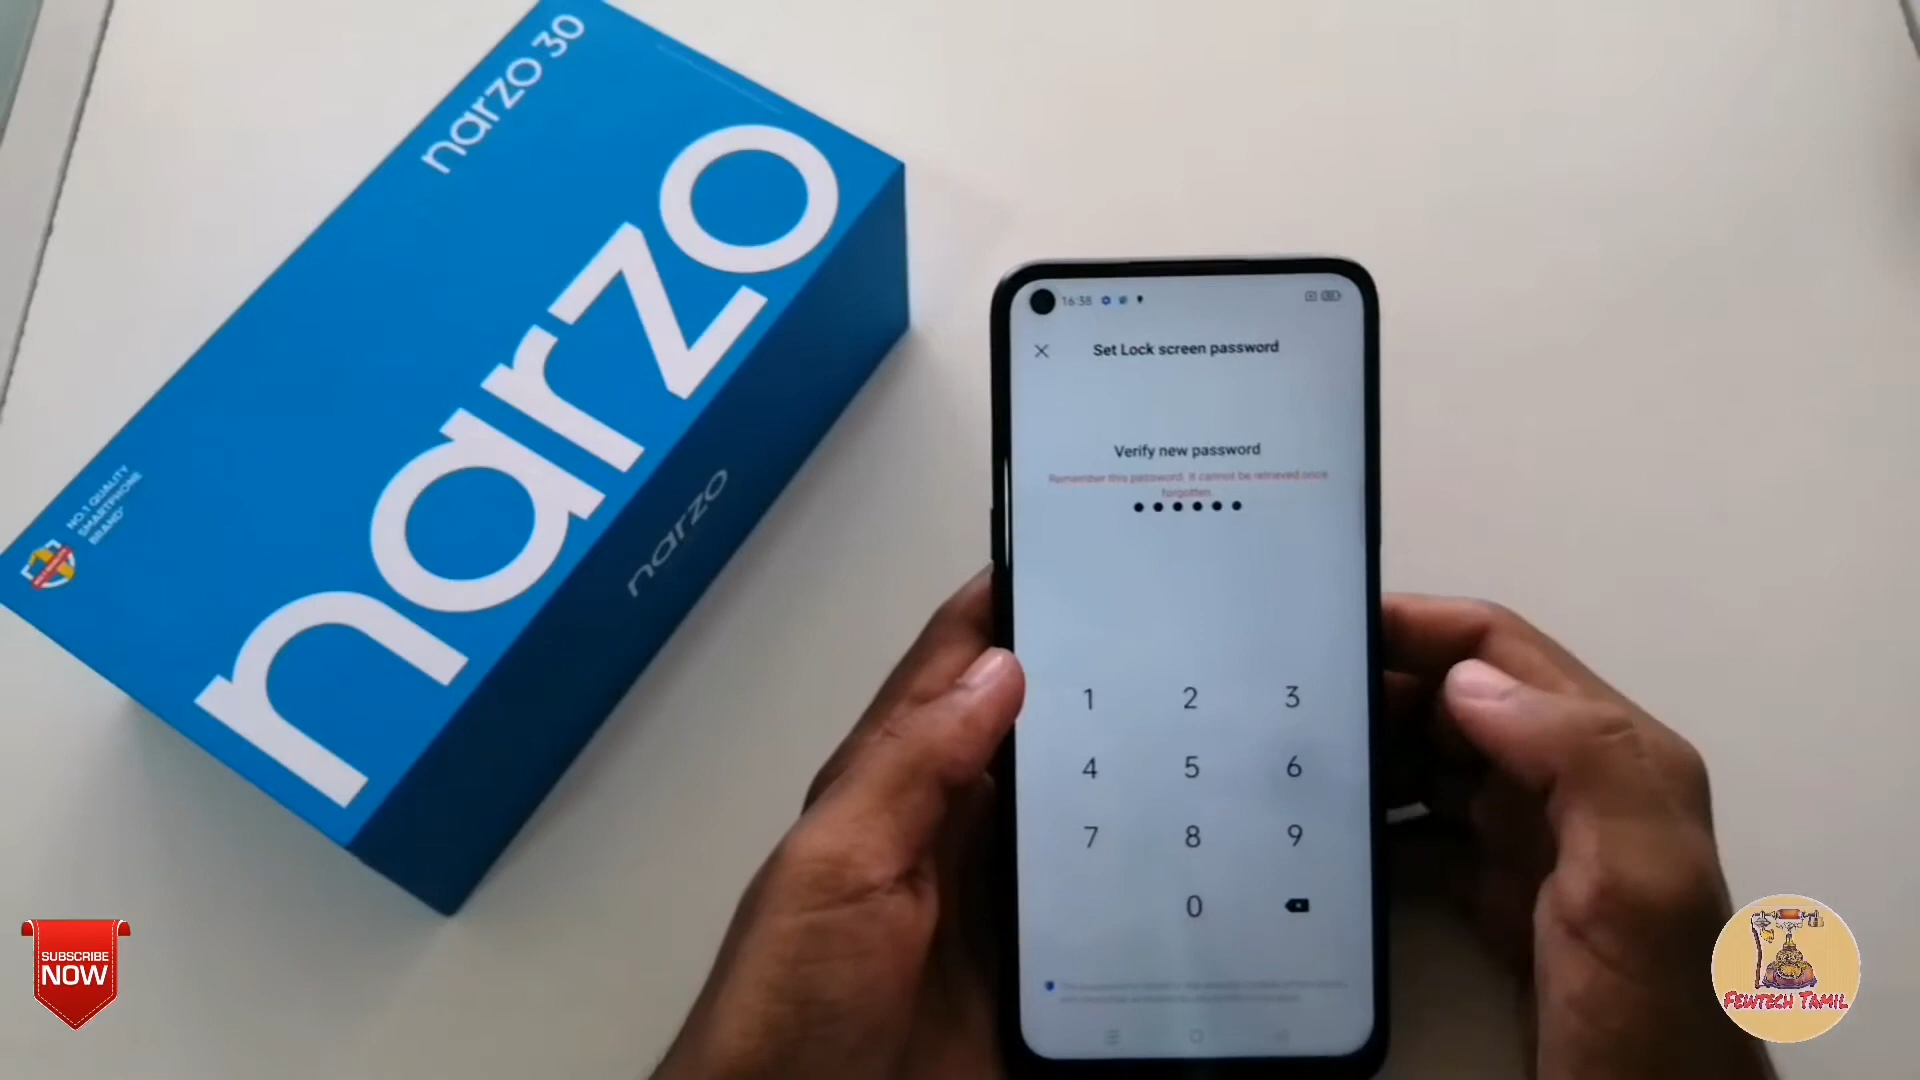 narzo 30
narzo
NO.1 QUALITY
SMARTPHONE
BRAND*
narzo
16:38
Set Lock screen password
Verify new password
Remember this password. It cannot be retrieved once
forgotten.
1 2 3
4 5 6
7 8 9
0
SUBSCRIBE
NOW
FEWTECH TAMIL